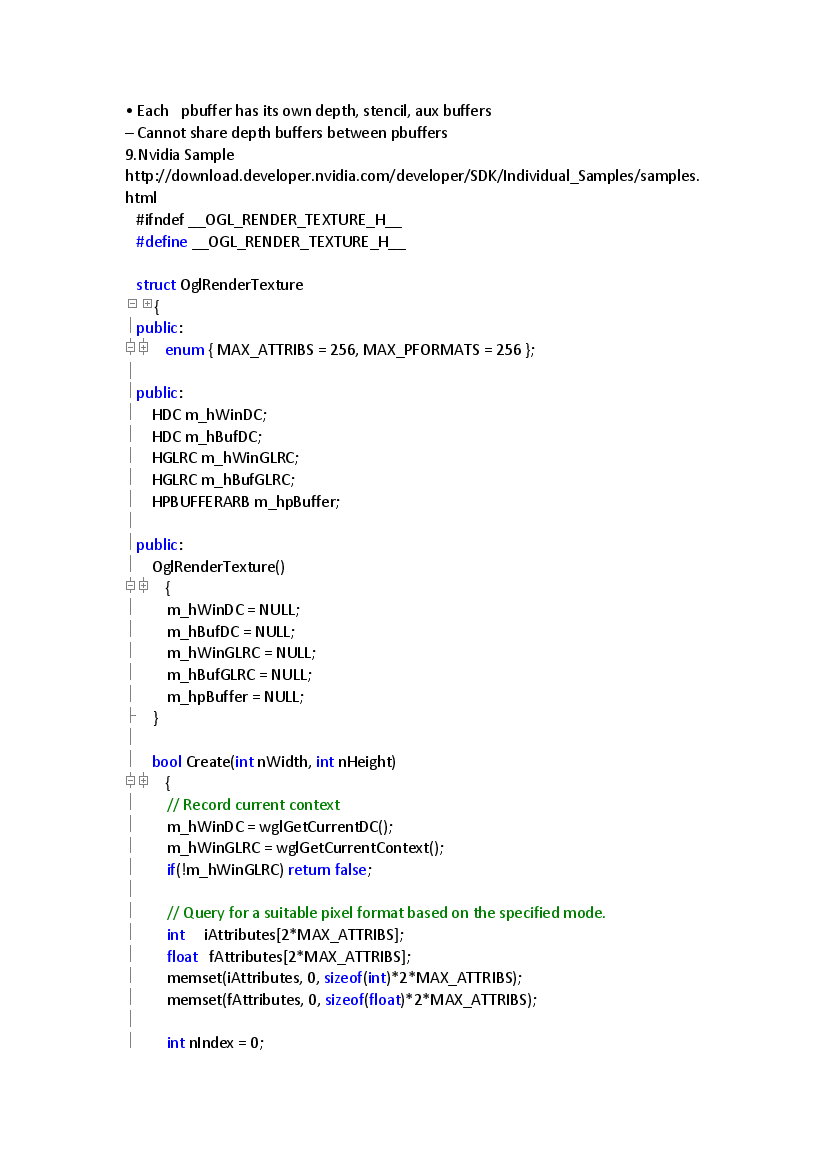 • Each   pbuffer has its own depth, stencil, aux buffers
– Cannot share depth buffers between pbuffers
9.Nvidia Sample
http://download.developer.nvidia.com/developer/SDK/Individual_Samples/samples.
html
#ifndef __OGL_RENDER_TEXTURE_H__
#define __OGL_RENDER_TEXTURE_H__
struct OglRenderTexture
{
public:
enum { MAX_ATTRIBS = 256, MAX_PFORMATS = 256 };
public:
HDC m_hWinDC;
HDC m_hBufDC;
HGLRC m_hWinGLRC;
HGLRC m_hBufGLRC;
HPBUFFERARB m_hpBuffer;
public:
OglRenderTexture()
{
m_hWinDC = NULL;
m_hBufDC = NULL;
m_hWinGLRC = NULL;
m_hBufGLRC = NULL;
m_hpBuffer = NULL;
}
bool Create(int nWidth, int nHeight)
{
// Record current context
m_hWinDC = wglGetCurrentDC();
m_hWinGLRC = wglGetCurrentContext();
if(!m_hWinGLRC) return false;
// Query for a suitable pixel format based on the specified mode.
int     iAttributes[2*MAX_ATTRIBS];
float   fAttributes[2*MAX_ATTRIBS];
memset(iAttributes, 0, sizeof(int)*2*MAX_ATTRIBS);
memset(fAttributes, 0, sizeof(float)*2*MAX_ATTRIBS);
int nIndex = 0;